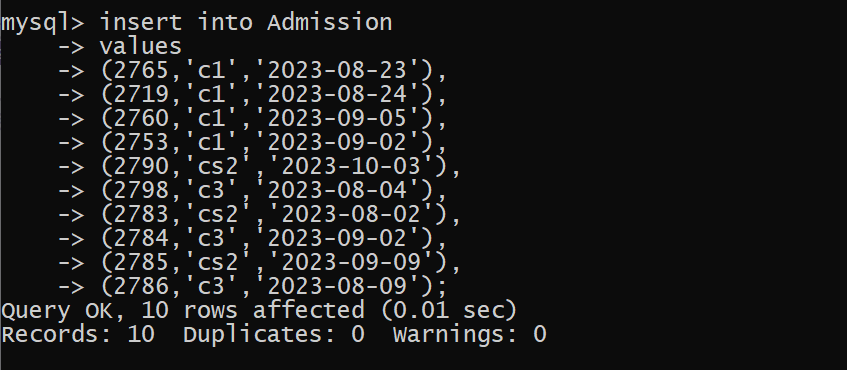 mysql> insert into Admission
    -> values
    -> (2765,'c1','2023-08-23'),
    -> (2719,'c1','2023-08-24'),
    -> (2760,'c1','2023-09-05'),
    -> (2753,'c1','2023-09-02'),
    -> (2790,'cs2','2023-10-03'),
    -> (2798,'c3','2023-08-04'),
    -> (2783,'cs2','2023-08-02'),
    -> (2784,'c3','2023-09-02'),
    -> (2785,'cs2','2023-09-09'),
    -> (2786,'c3','2023-08-09');
Query OK, 10 rows affected (0.01 sec)
Records: 10  Duplicates: 0  Warnings: 0